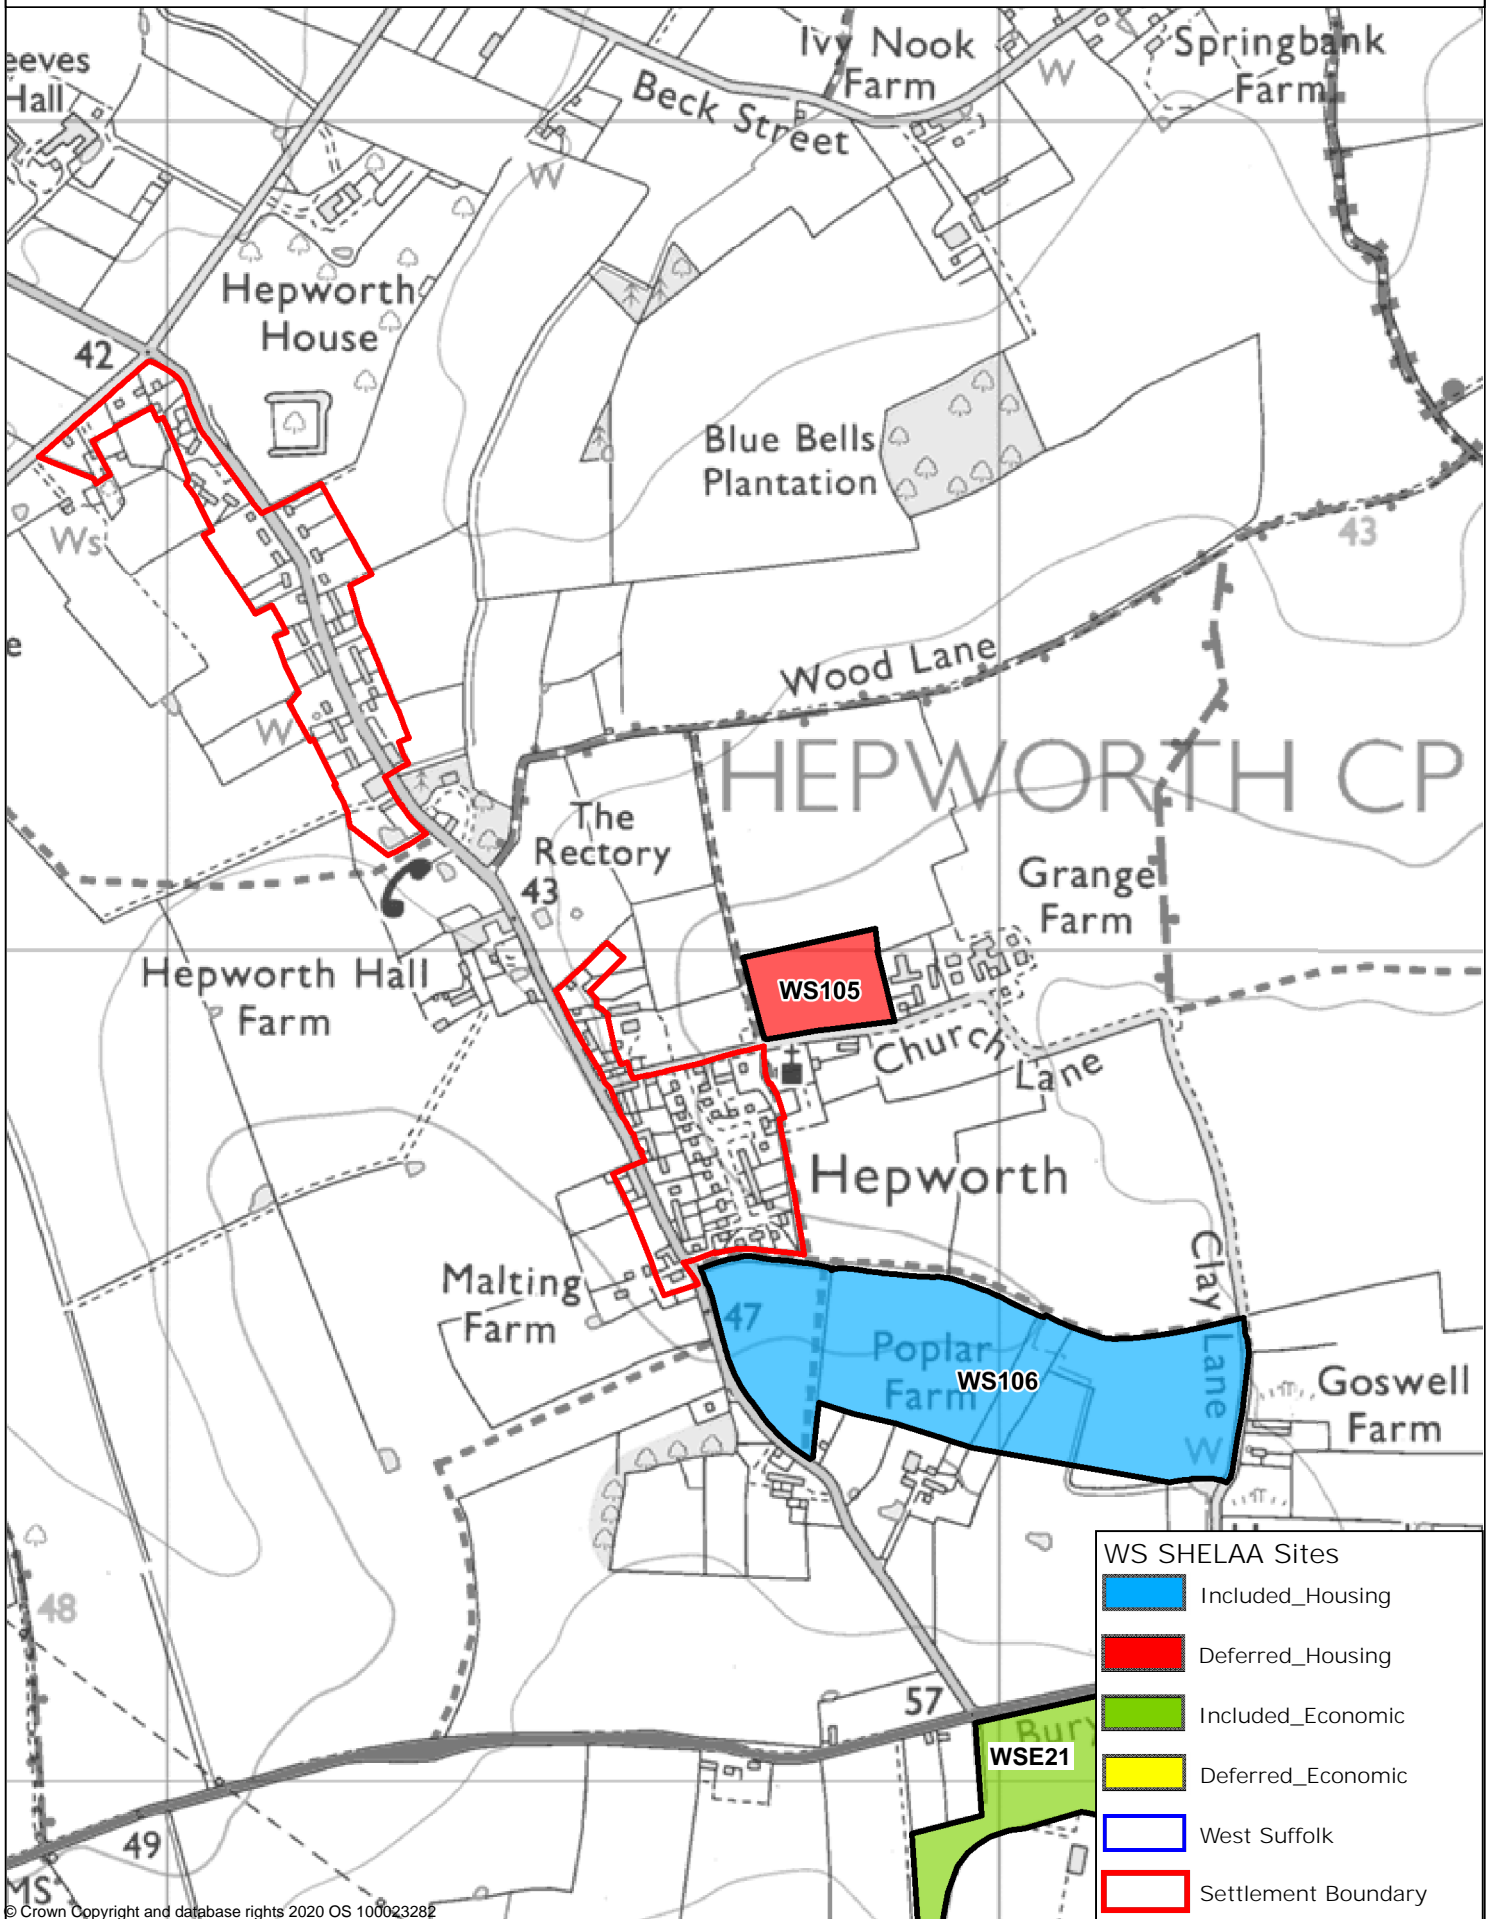 eeves
Hall
Ivy Nook
Farm
Springbank
Farm
W
Beck Street
W
Hepworth
House
42
Blue Bells
Plantation
Ws
43
e
Wood Lane
W
HEPWORTH CP
The
Rectory
43
Grange
Farm
Hepworth Hall
Farm
WS105
Church
Lane
Hepworth
Clay
Lane
Malting
Farm
47
Poplar
Farm
WS106
Goswell
Farm
W
48
57
Bury
WSE21
49
MS
WS SHELAA Sites
Included_Housing
Deferred_Housing
Included_Economic
Deferred_Economic
West Suffolk
Settlement Boundary
© Crown Copyright and database rights 2020 OS 100023282